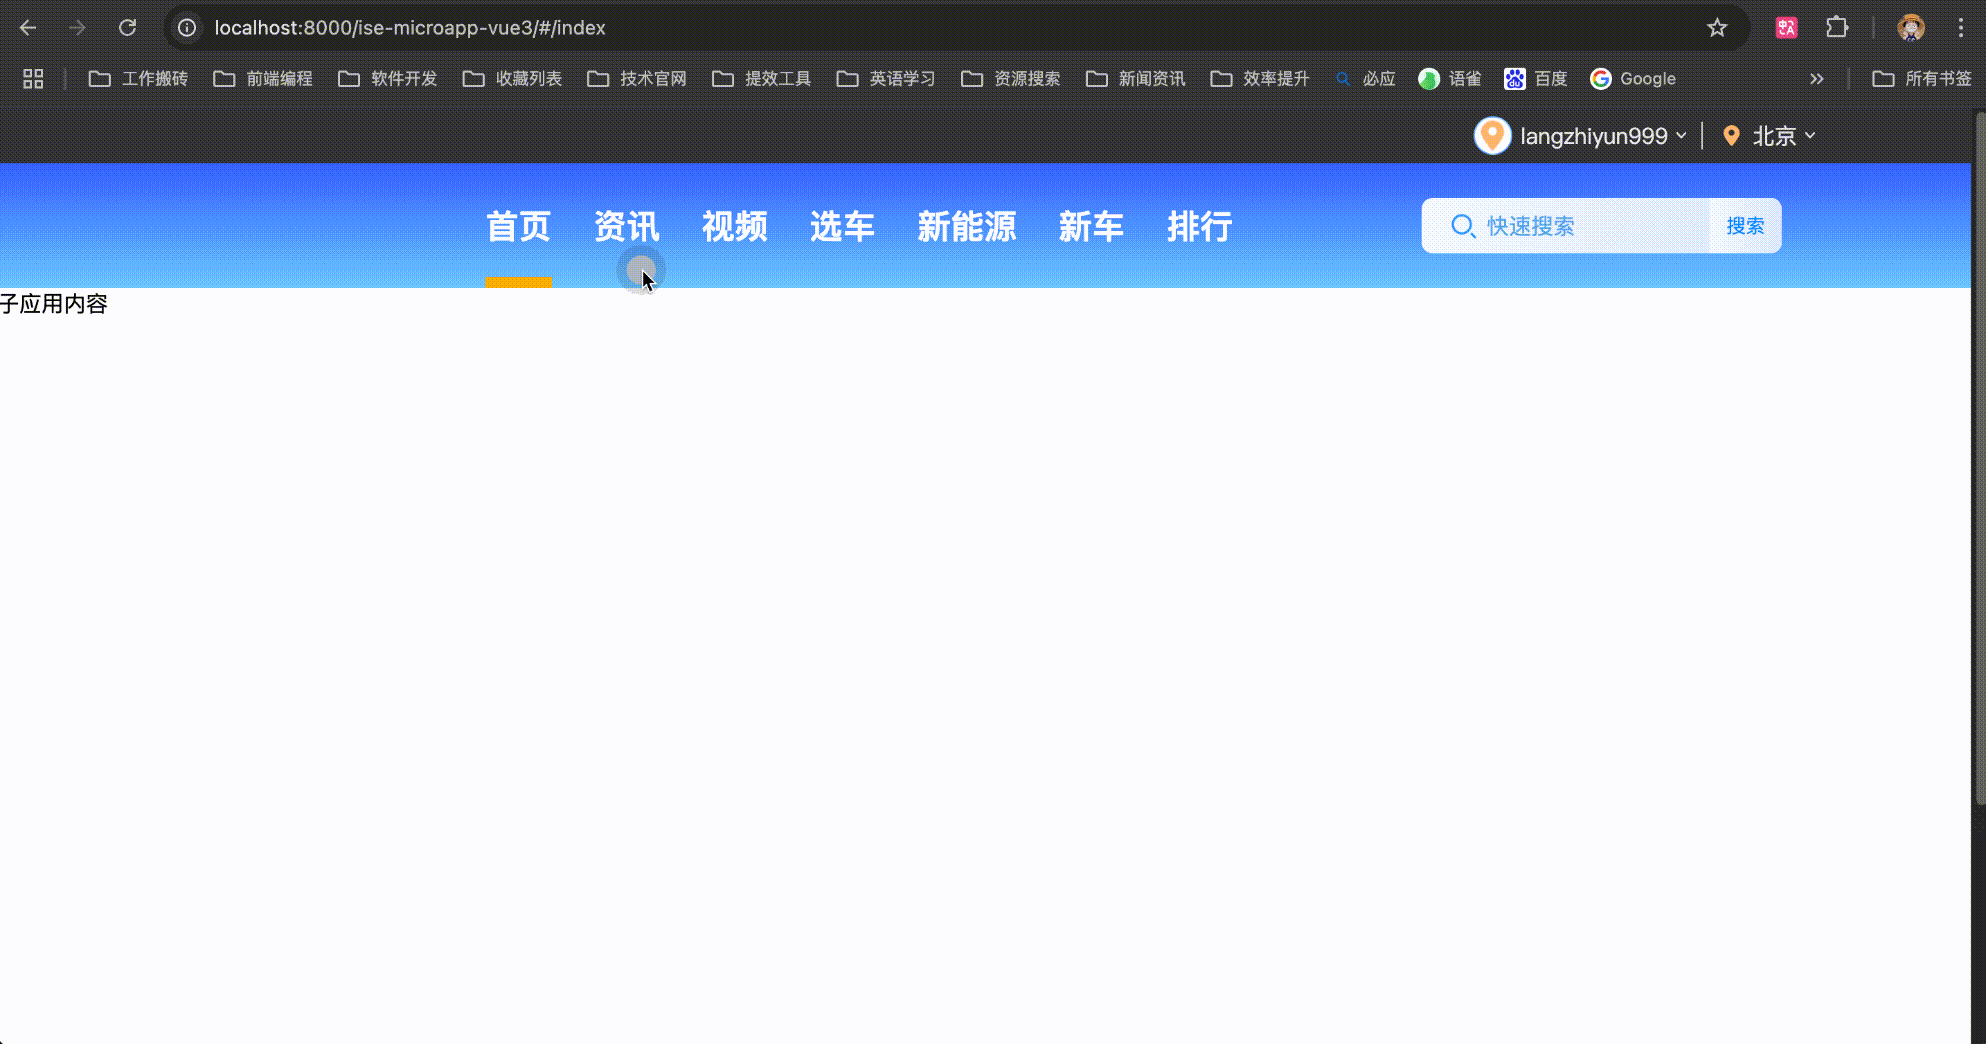 localhost:8000/ise-microapp-vue3/#/index
工作搬砖 前端编程 软件开发 收藏列表 技术官网 提效工具 英语学习 资源搜索 新闻资讯 效率提升 必应 语雀 百度 Google » 所有书签
langzhiyun999 北京
首页 资讯 视频 选车 新能源 新车 排行 快速搜索 搜索
子应用内容